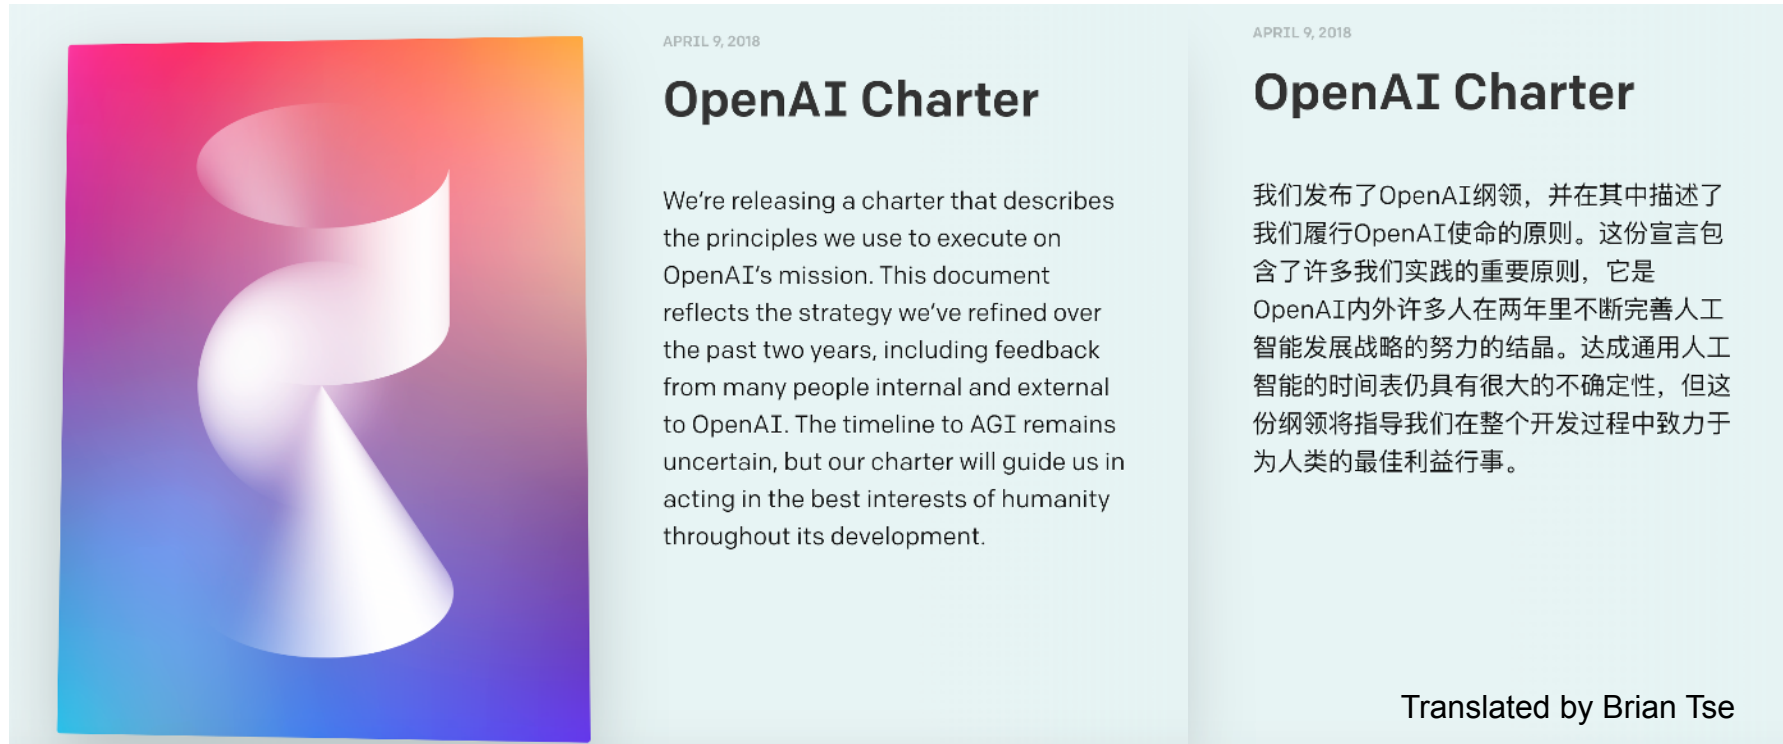 APRIL 9, 2018
OpenAI Charter
We're releasing a charter that describes
the principles we use to execute on
OpenAI's mission. This document
reflects the strategy we've refined over
the past two years, including feedback
from many people internal and external
to OpenAI. The timeline to AGI remains
uncertain, but our charter will guide us in
acting in the best interests of humanity
throughout its development.
APRIL 9, 2018
OpenAI Charter
我们发布了OpenAI纲领，并在其中描述了
我们履行OpenAI使命的原则。这份宣言包
含了许多我们实践的重要原则，它是
OpenAI内外许多人在两年里不断完善人工
智能发展战略的努力的结晶。达成通用人工
智能的时间表仍具有很大的不确定性，但这
份纲领将指导我们在整个开发过程中致力于
为人类的最佳利益行事。
Translated by Brian Tse